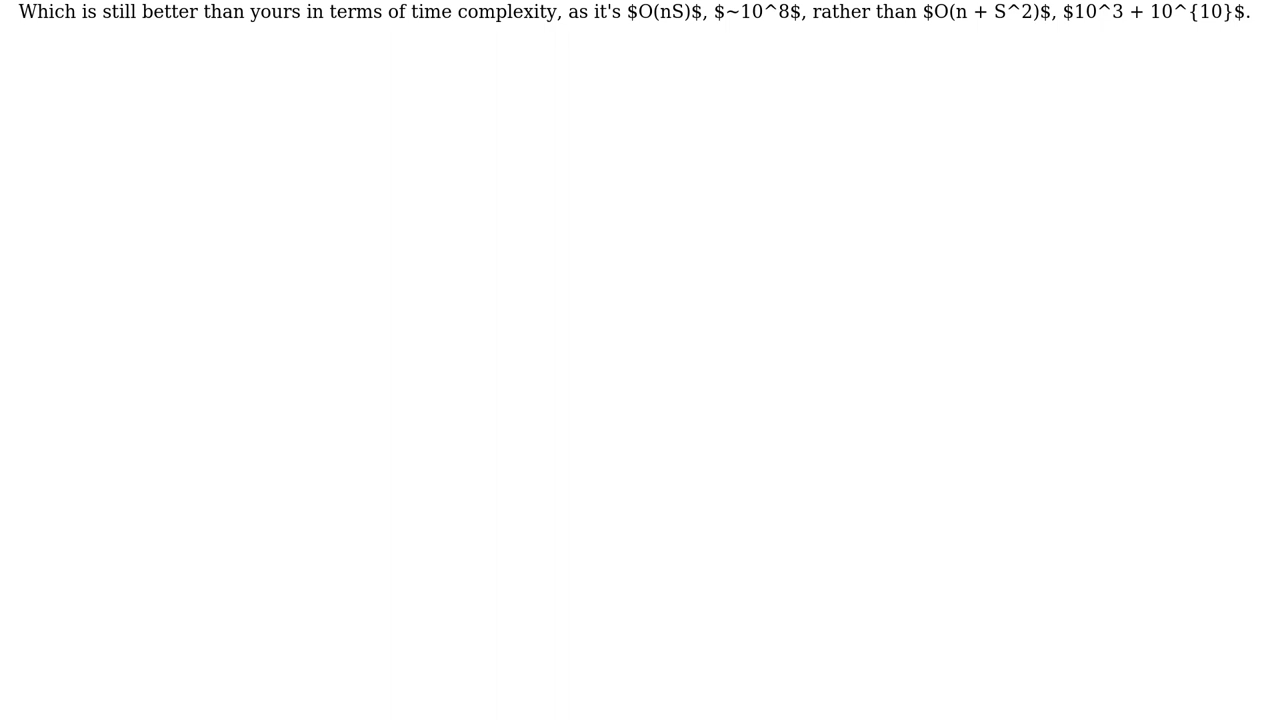 Which is still better than yours in terms of time complexity, as it's $O(nS)$, $~10^8$, rather than $O(n + S^2)$, $10^3 + 10^{10}$.